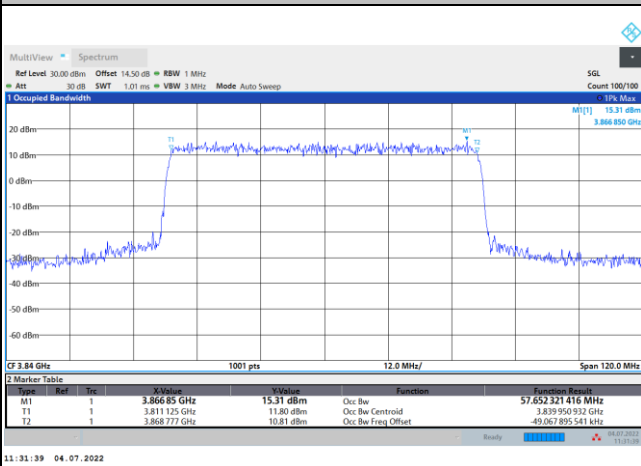 MultiView Spectrum
Ref Level 30.00 dBm Offset 14.50 dB RBW 1 MHz SGL
Att 30 dB SWT 1.01 ms VBW 3 MHz Mode Auto Sweep Count 100/100
1 Occupied Bandwidth 1Pk Max
M1[1] 15.31 dBm
3.866 850 GHz
20 dBm
M1
T1
T2
10 dBm
0 dBm
-10 dBm
-20 dBm
-30 dBm
-40 dBm
-50 dBm
-60 dBm
CF 3.84 GHz 1001 pts 12.0 MHz/ Span 120.0 MHz
2 Marker Table
Type Ref Trc X-Value Y-Value Function Function Result
M1 1 3.866 85 GHz 15.31 dBm Occ Bw 57.652 321 416 MHz
T1 1 3.811 125 GHz 11.80 dBm Occ Bw Centroid 3.839 950 932 GHz
T2 1 3.868 777 GHz 10.81 dBm Occ Bw Freq Offset -49.067 895 541 kHz
Ready 04.07.2022
11:31:39
11:31:39 04.07.2022